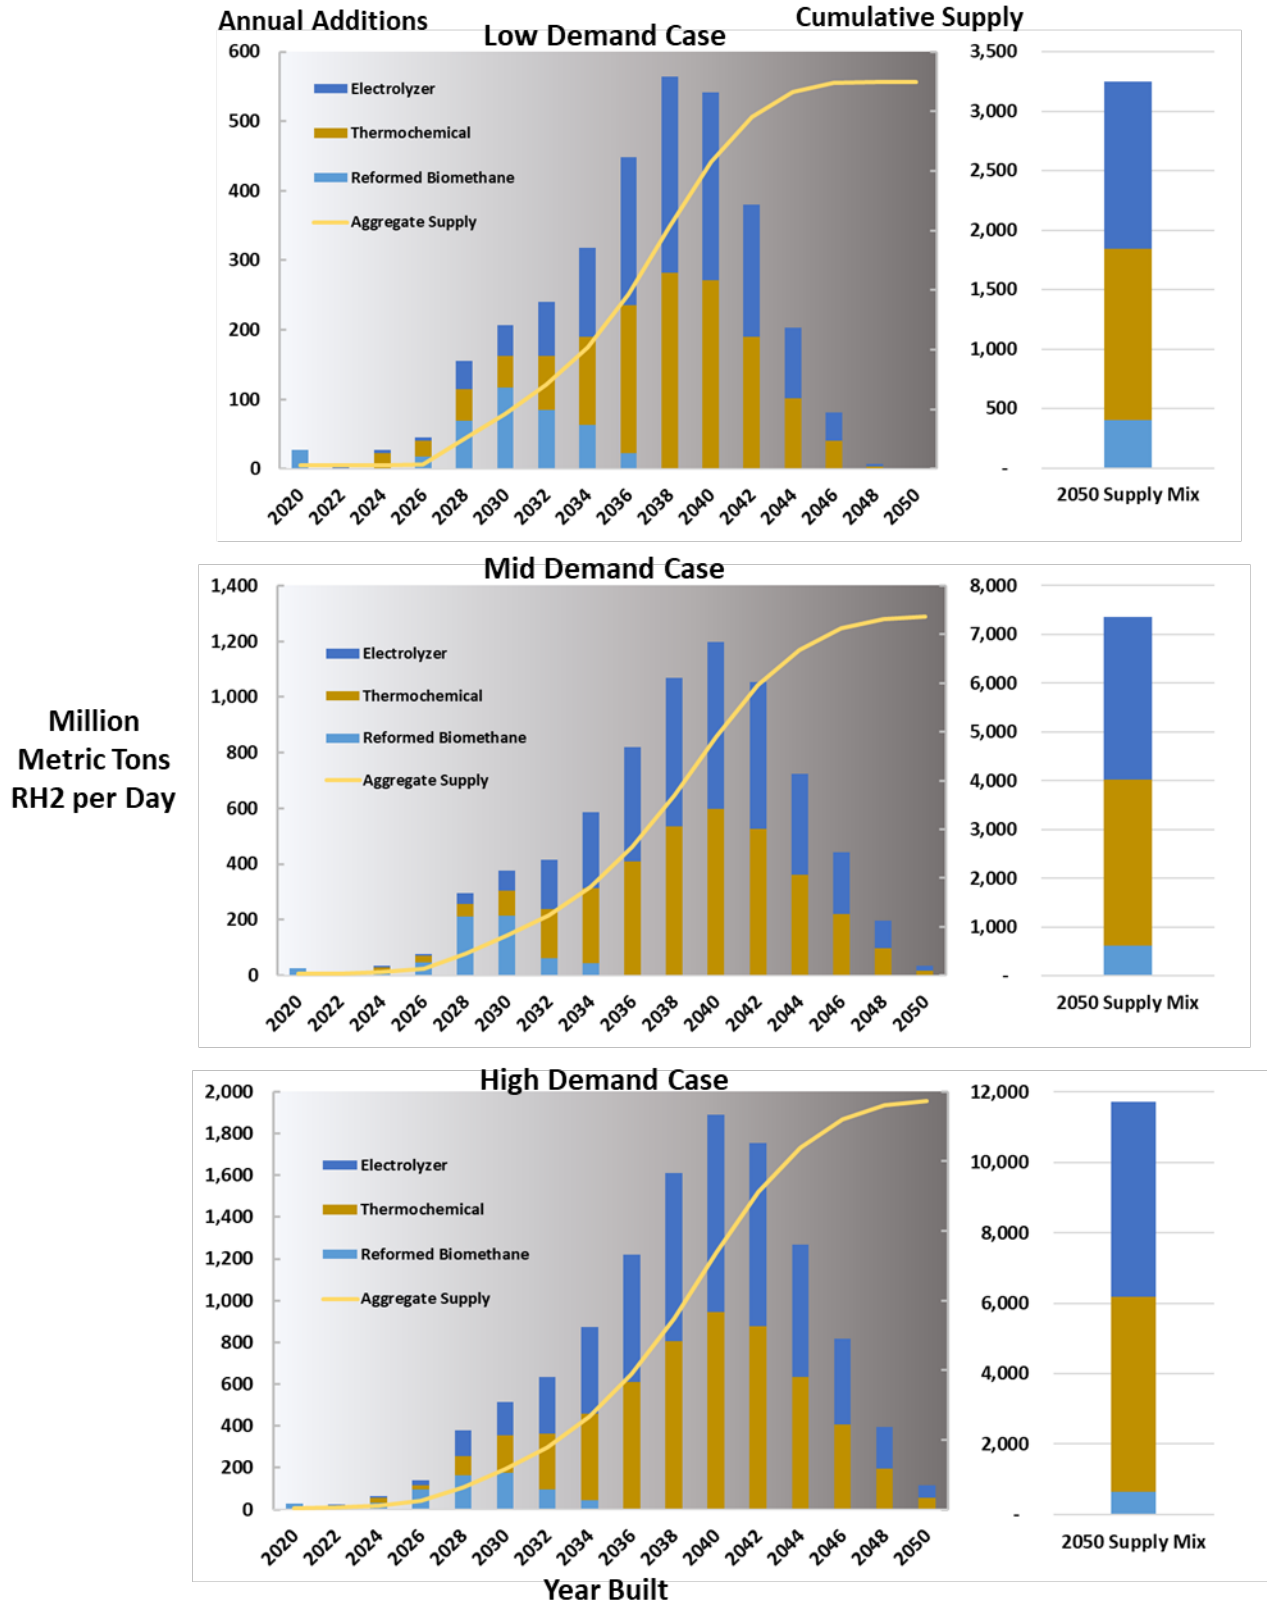 Annual Additions
Cumulative Supply
Low Demand Case
600
500
400
300
200
100
0
Electrolyzer
Thermochemical
Reformed Biomethane
Aggregate Supply
2020 2022 2024 2026 2028 2030 2032 2034 2036 2038 2040 2042 2044 2046 2048 2050
3,500
3,000
2,500
2,000
1,500
1,000
500
-
2050 Supply Mix
Mid Demand Case
1,400
1,200
1,000
800
600
400
200
0
Electrolyzer
Thermochemical
Reformed Biomethane
Aggregate Supply
2020 2022 2024 2026 2028 2030 2032 2034 2036 2038 2040 2042 2044 2046 2048 2050
8,000
7,000
6,000
5,000
4,000
3,000
2,000
1,000
-
2050 Supply Mix
Million
Metric Tons
RH2 per Day
High Demand Case
2,000
1,800
1,600
1,400
1,200
1,000
800
600
400
200
0
Electrolyzer
Thermochemical
Reformed Biomethane
Aggregate Supply
2020 2022 2024 2026 2028 2030 2032 2034 2036 2038 2040 2042 2044 2046 2048 2050
12,000
10,000
8,000
6,000
4,000
2,000
-
2050 Supply Mix
Year Built